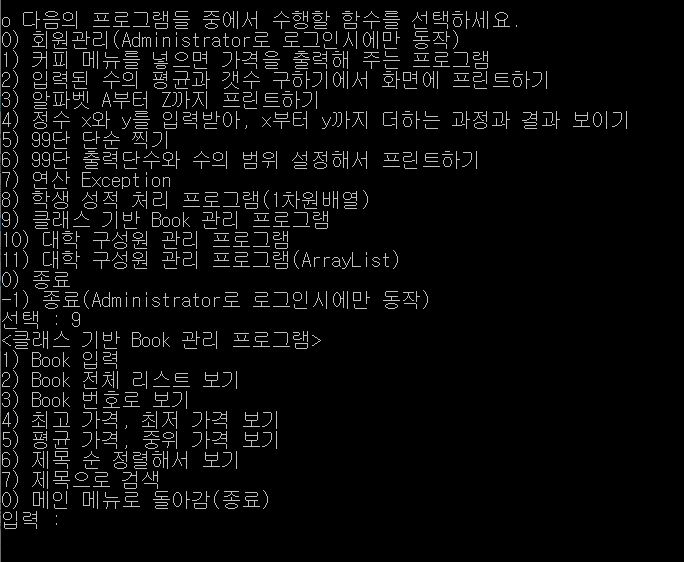 o 다음의 프로그램들 중에서 수행할 함수를 선택하세요.
0) 회원관리(Administrator로 로그인시에만 동작)
1) 커피 메뉴를 넣으면 가격을 출력해 주는 프로그램
2) 입력된 수의 평균과 갯수 구하기에서 화면에 프린트하기
3) 알파벳 A부터 Z까지 프린트하기
4) 정수 x와 y를 입력받아, x부터 y까지 더하는 과정과 결과 보이기
5) 99단 단순 찍기
6) 99단 출력단수와 수의 범위 설정해서 프린트하기
7) 연산 Exception
8) 학생 성적 처리 프로그램(1차원배열)
9) 클래스 기반 Book 관리 프로그램
10) 대학 구성원 관리 프로그램
11) 대학 구성원 관리 프로그램(ArrayList)
0) 종료
-1) 종료(Administrator로 로그인시에만 동작)
선택 : 9
<클래스 기반 Book 관리 프로그램>
1) Book 입력
2) Book 전체 리스트 보기
3) Book 번호로 보기
4) 최고 가격, 최저 가격 보기
5) 평균 가격, 중위 가격 보기
6) 제목 순 정렬해서 보기
7) 제목으로 검색
0) 메인 메뉴로 돌아감(종료)
입력 :